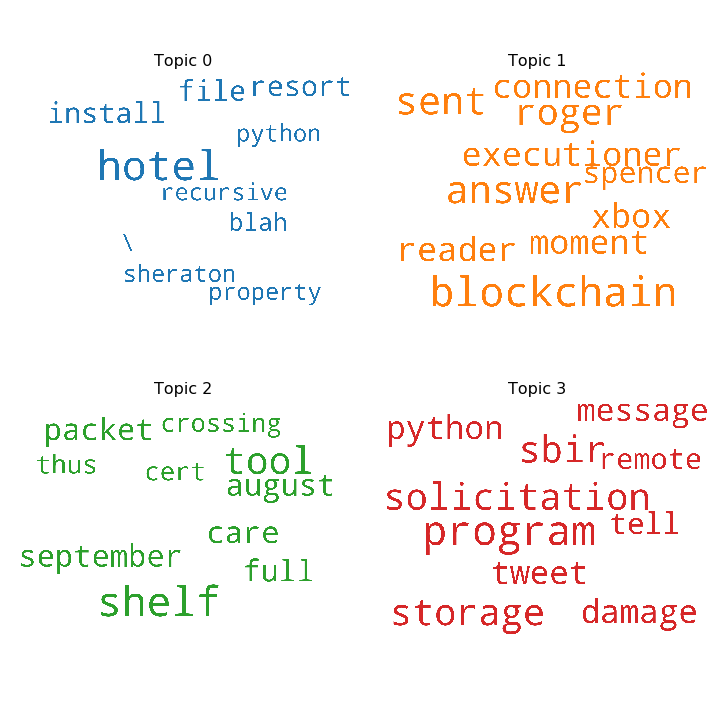 Topic 0
file
resort
install
python
hotel
recursive
blah
\
sheraton
property
Topic 1
connection
sent
roger
executioner
spencer
answer
xbox
reader
moment
blockchain
Topic 2
crossing
packet
thus
cert
tool
august
care
september
full
shelf
Topic 3
message
python
sbir
remote
solicitation
program
tell
tweet
storage
damage